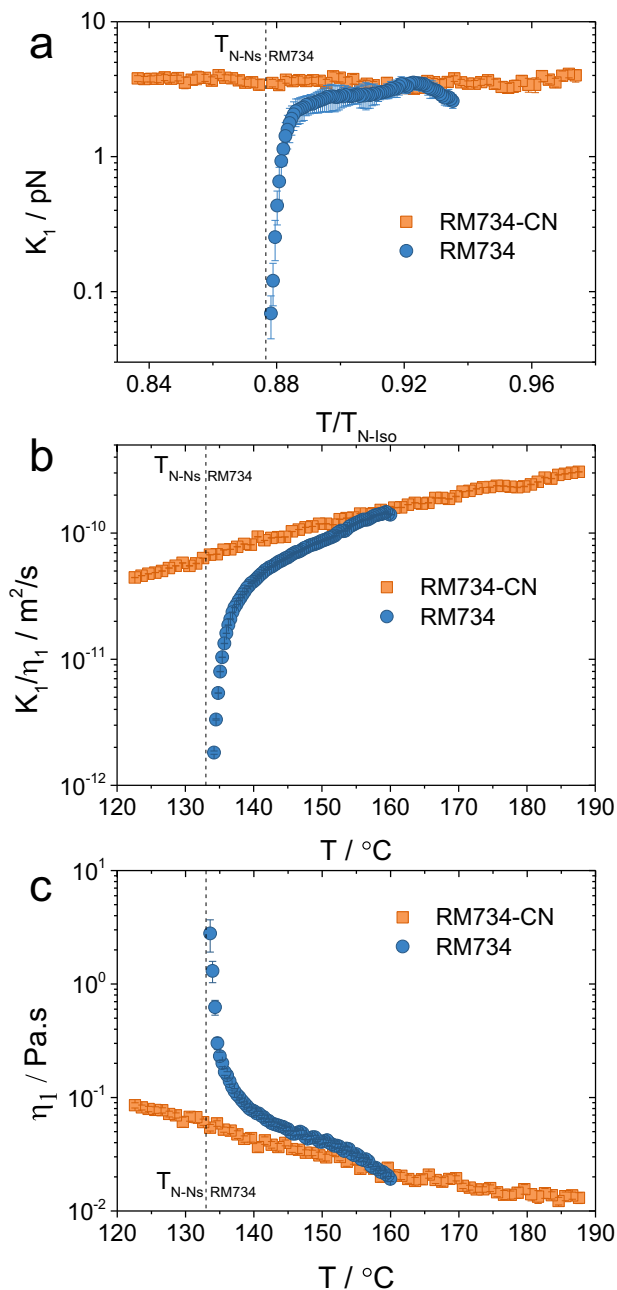 a
T_N-Ns|RM734
10
1
0.1
K_1 / pN
RM734-CN
RM734
0.84 0.88 0.92 0.96
T/T_N-Iso
b
T_N-Ns|RM734
10^-10
10^-11
10^-12
K_1/η_1 / m^2/s
RM734-CN
RM734
120 130 140 150 160 170 180 190
T / °C
c
10^1
10^0
10^-1
10^-2
η_1 / Pa.s
RM734-CN
RM734
T_N-Ns|RM734
120 130 140 150 160 170 180 190
T / °C